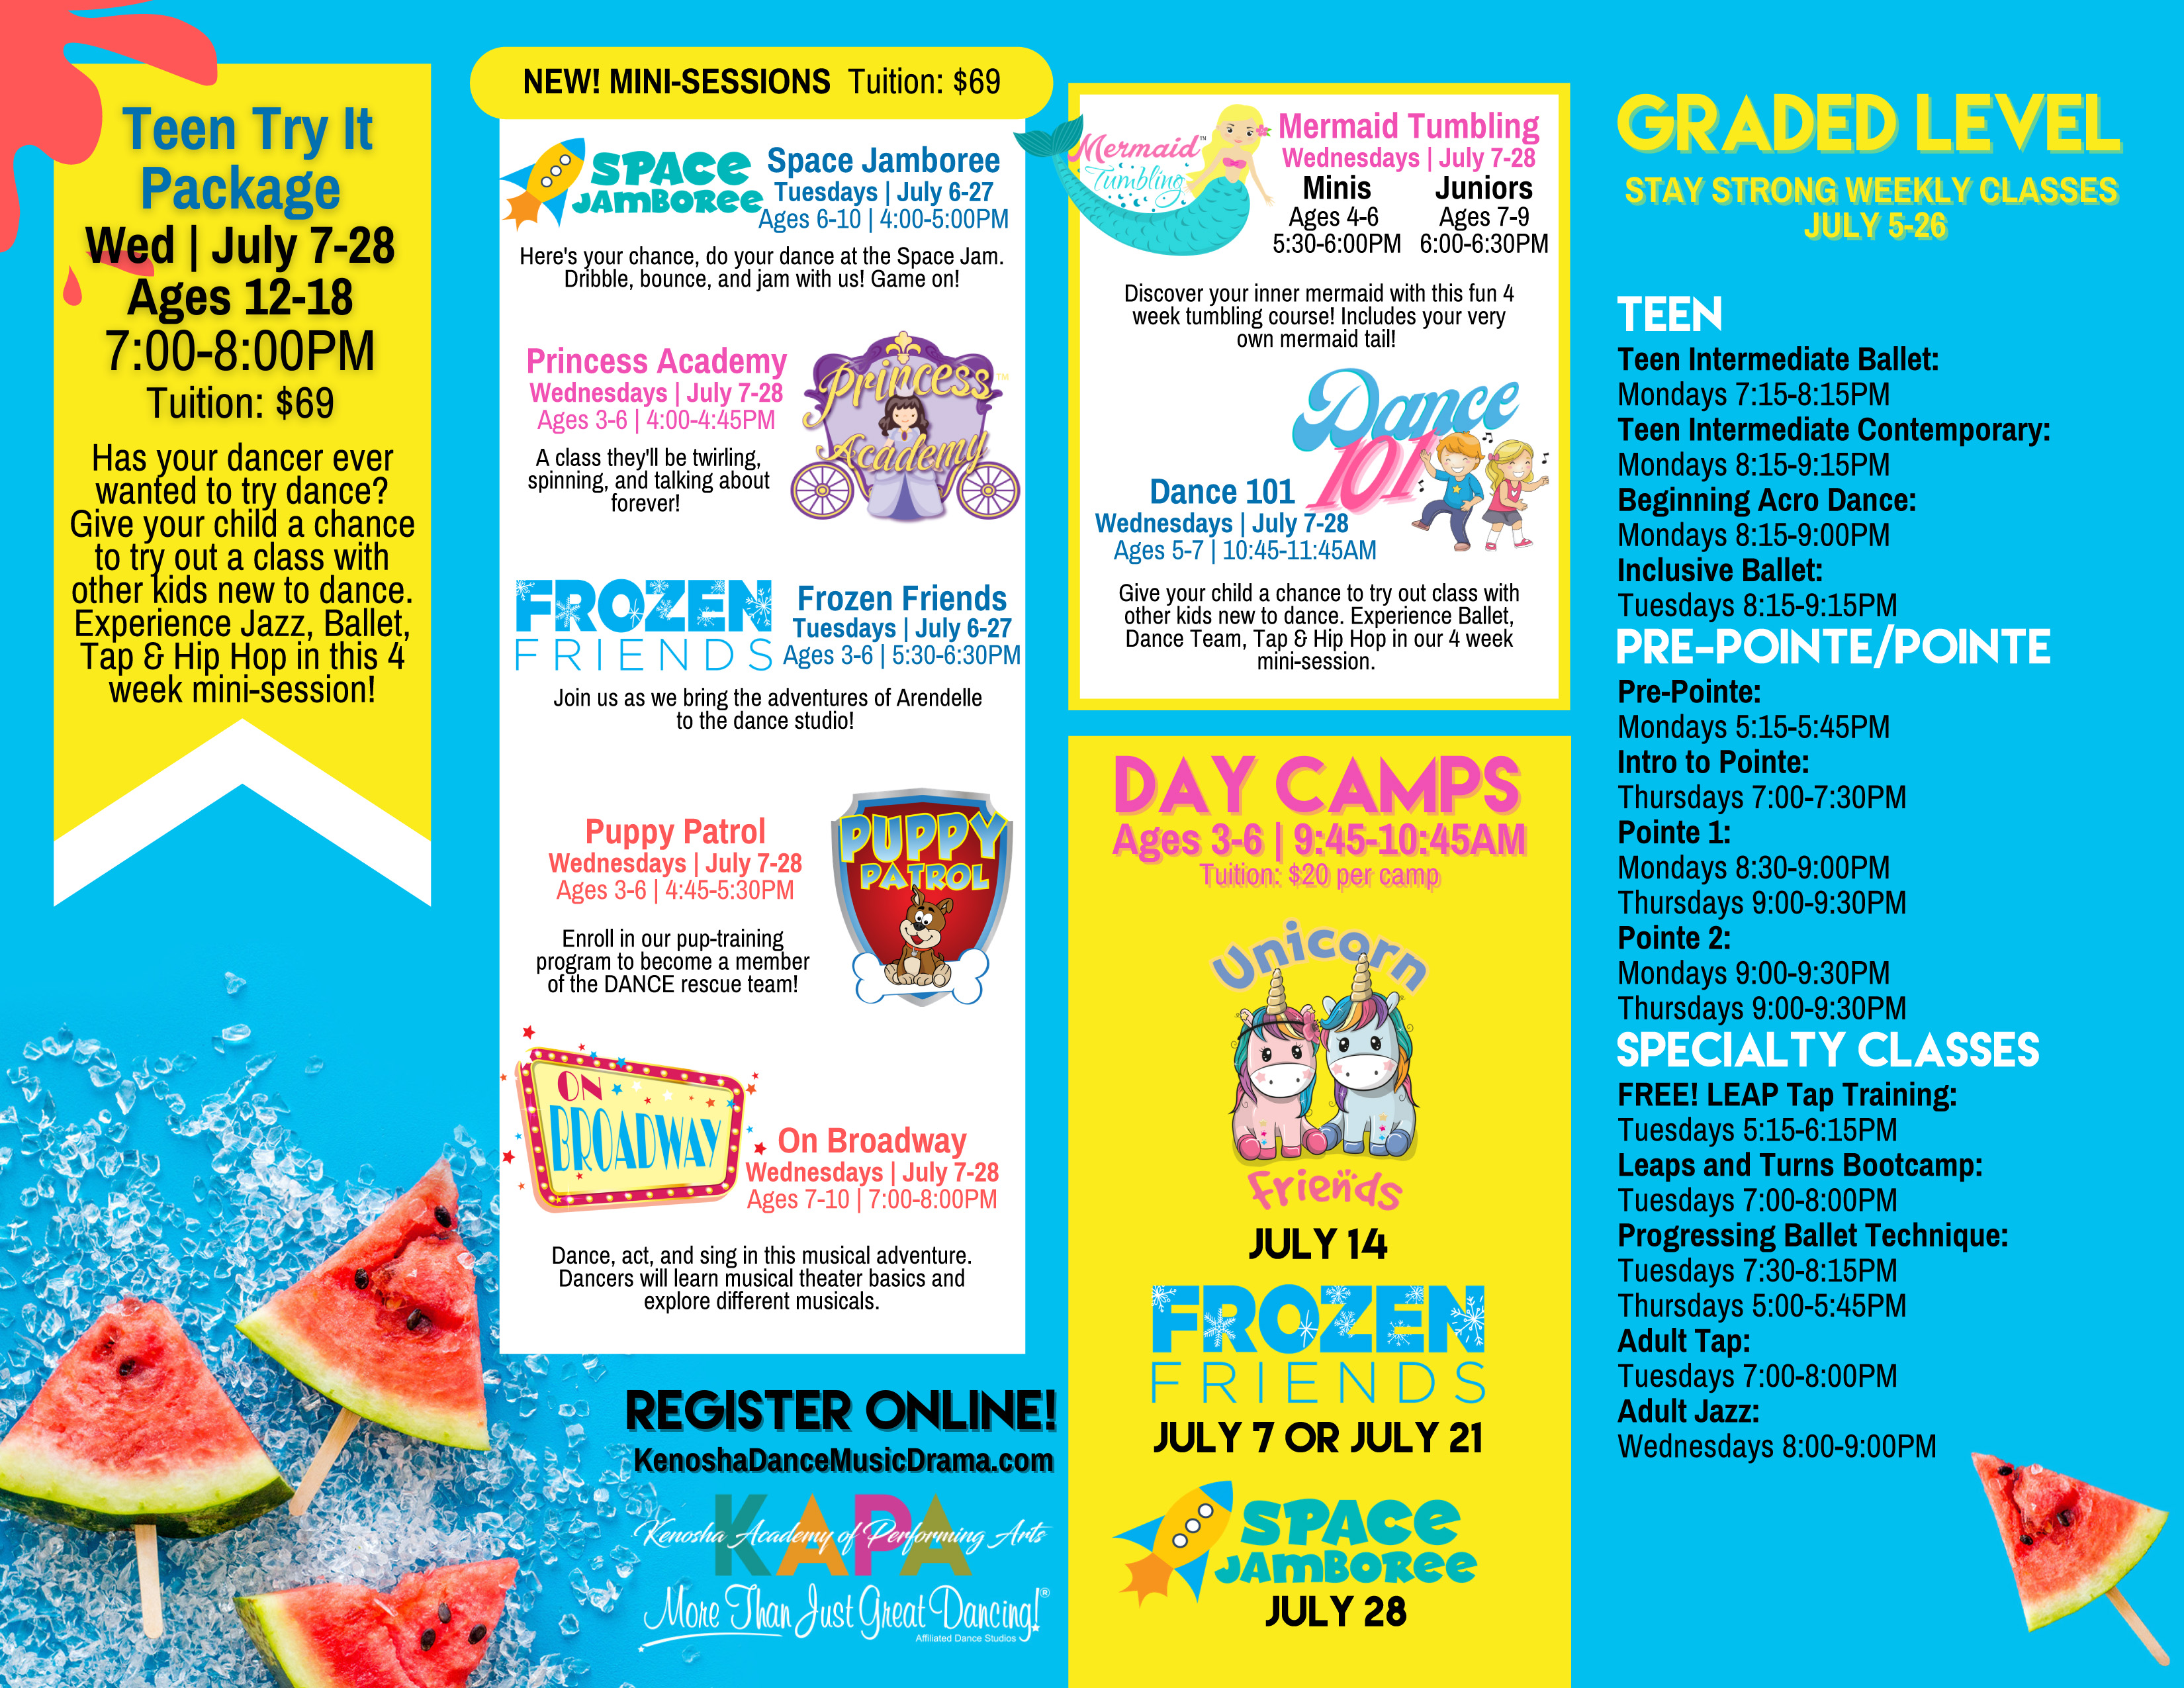 Teen Try It
Package
Wed | July 7-28
Ages 12-18
7:00-8:00PM
Tuition: $69
Has your dancer ever
wanted to try dance?
Give your child a chance
to try out a class with
other kids new to dance.
Experience Jazz, Ballet,
Tap & Hip Hop in this 4
week mini-session!
NEW! MINI-SESSIONS Tuition: $69
SPACE
JAMBOREE
Space Jamboree
Tuesdays | July 6-27
Ages 6-10 | 4:00-5:00PM
Here's your chance, do your dance at the Space Jam.
Dribble, bounce, and jam with us! Game on!
Princess Academy
Wednesdays | July 7-28
Ages 3-6 | 4:00-4:45PM
A class they'll be twirling,
spinning, and talking about
forever!
Princess™
Academy
FROZEN
FRIENDS
Frozen Friends
Tuesdays | July 6-27
Ages 3-6 | 5:30-6:30PM
Join us as we bring the adventures of Arendelle
to the dance studio!
Puppy Patrol
Wednesdays | July 7-28
Ages 3-6 | 4:45-5:30PM
Enroll in our pup-training
program to become a member
of the DANCE rescue team!
PUPPY
PATROL
ON
BROADWAY
On Broadway
Wednesdays | July 7-28
Ages 7-10 | 7:00-8:00PM
Dance, act, and sing in this musical adventure.
Dancers will learn musical theater basics and
explore different musicals.
REGISTER ONLINE!
KenoshaDanceMusicDrama.com
KAPA
Kenosha Academy of Performing Arts
More Than Just Great Dancing!®
Affiliated Dance Studios
Mermaid™
Tumbling
Mermaid Tumbling
Wednesdays | July 7-28
Minis Juniors
Ages 4-6 Ages 7-9
5:30-6:00PM 6:00-6:30PM
Discover your inner mermaid with this fun 4
week tumbling course! Includes your very
own mermaid tail!
Dance
101
Dance 101
Wednesdays | July 7-28
Ages 5-7 | 10:45-11:45AM
Give your child a chance to try out class with
other kids new to dance. Experience Ballet,
Dance Team, Tap & Hip Hop in our 4 week
mini-session.
DAY CAMPS
Ages 3-6 | 9:45-10:45AM
Tuition: $20 per camp
Unicorn
Friends
JULY 14
FROZEN
FRIENDS
JULY 7 OR JULY 21
SPACE
JAMBOREE
JULY 28
GRADED LEVEL
STAY STRONG WEEKLY CLASSES
JULY 5-26
TEEN
Teen Intermediate Ballet:
Mondays 7:15-8:15PM
Teen Intermediate Contemporary:
Mondays 8:15-9:15PM
Beginning Acro Dance:
Mondays 8:15-9:00PM
Inclusive Ballet:
Tuesdays 8:15-9:15PM
PRE-POINTE/POINTE
Pre-Pointe:
Mondays 5:15-5:45PM
Intro to Pointe:
Thursdays 7:00-7:30PM
Pointe 1:
Mondays 8:30-9:00PM
Thursdays 9:00-9:30PM
Pointe 2:
Mondays 9:00-9:30PM
Thursdays 9:00-9:30PM
SPECIALTY CLASSES
FREE! LEAP Tap Training:
Tuesdays 5:15-6:15PM
Leaps and Turns Bootcamp:
Tuesdays 7:00-8:00PM
Progressing Ballet Technique:
Tuesdays 7:30-8:15PM
Thursdays 5:00-5:45PM
Adult Tap:
Tuesdays 7:00-8:00PM
Adult Jazz:
Wednesdays 8:00-9:00PM